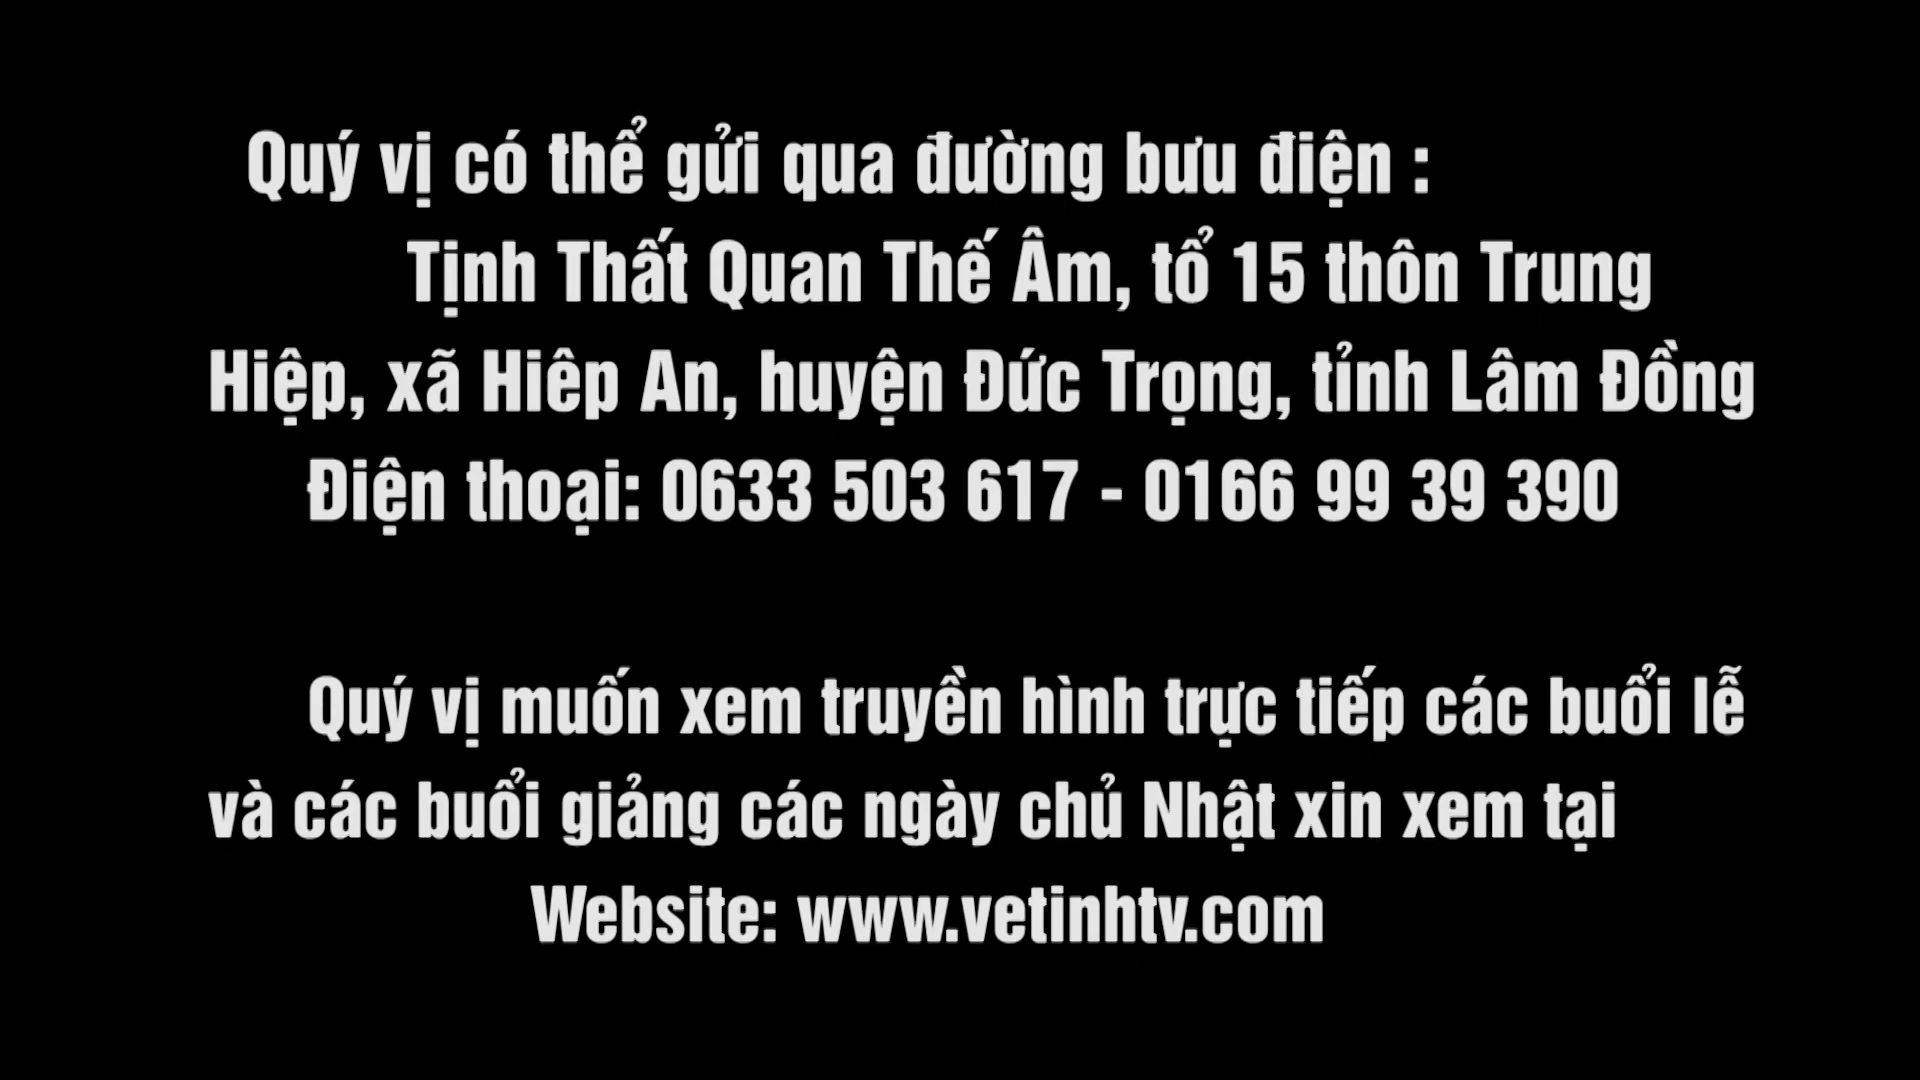 Quý vị có thể gửi qua đường bưu điện :
Tịnh Thất Quan Thế Âm, tổ 15 thôn Trung
Hiệp, xã Hiêp An, huyện Đức Trọng, tỉnh Lâm Đồng
Điện thoại: 0633 503 617 - 0166 99 39 390
Quý vị muốn xem truyền hình trực tiếp các buổi lễ
và các buổi giảng các ngày chủ Nhật xin xem tại
Website: www.vetinhtv.com